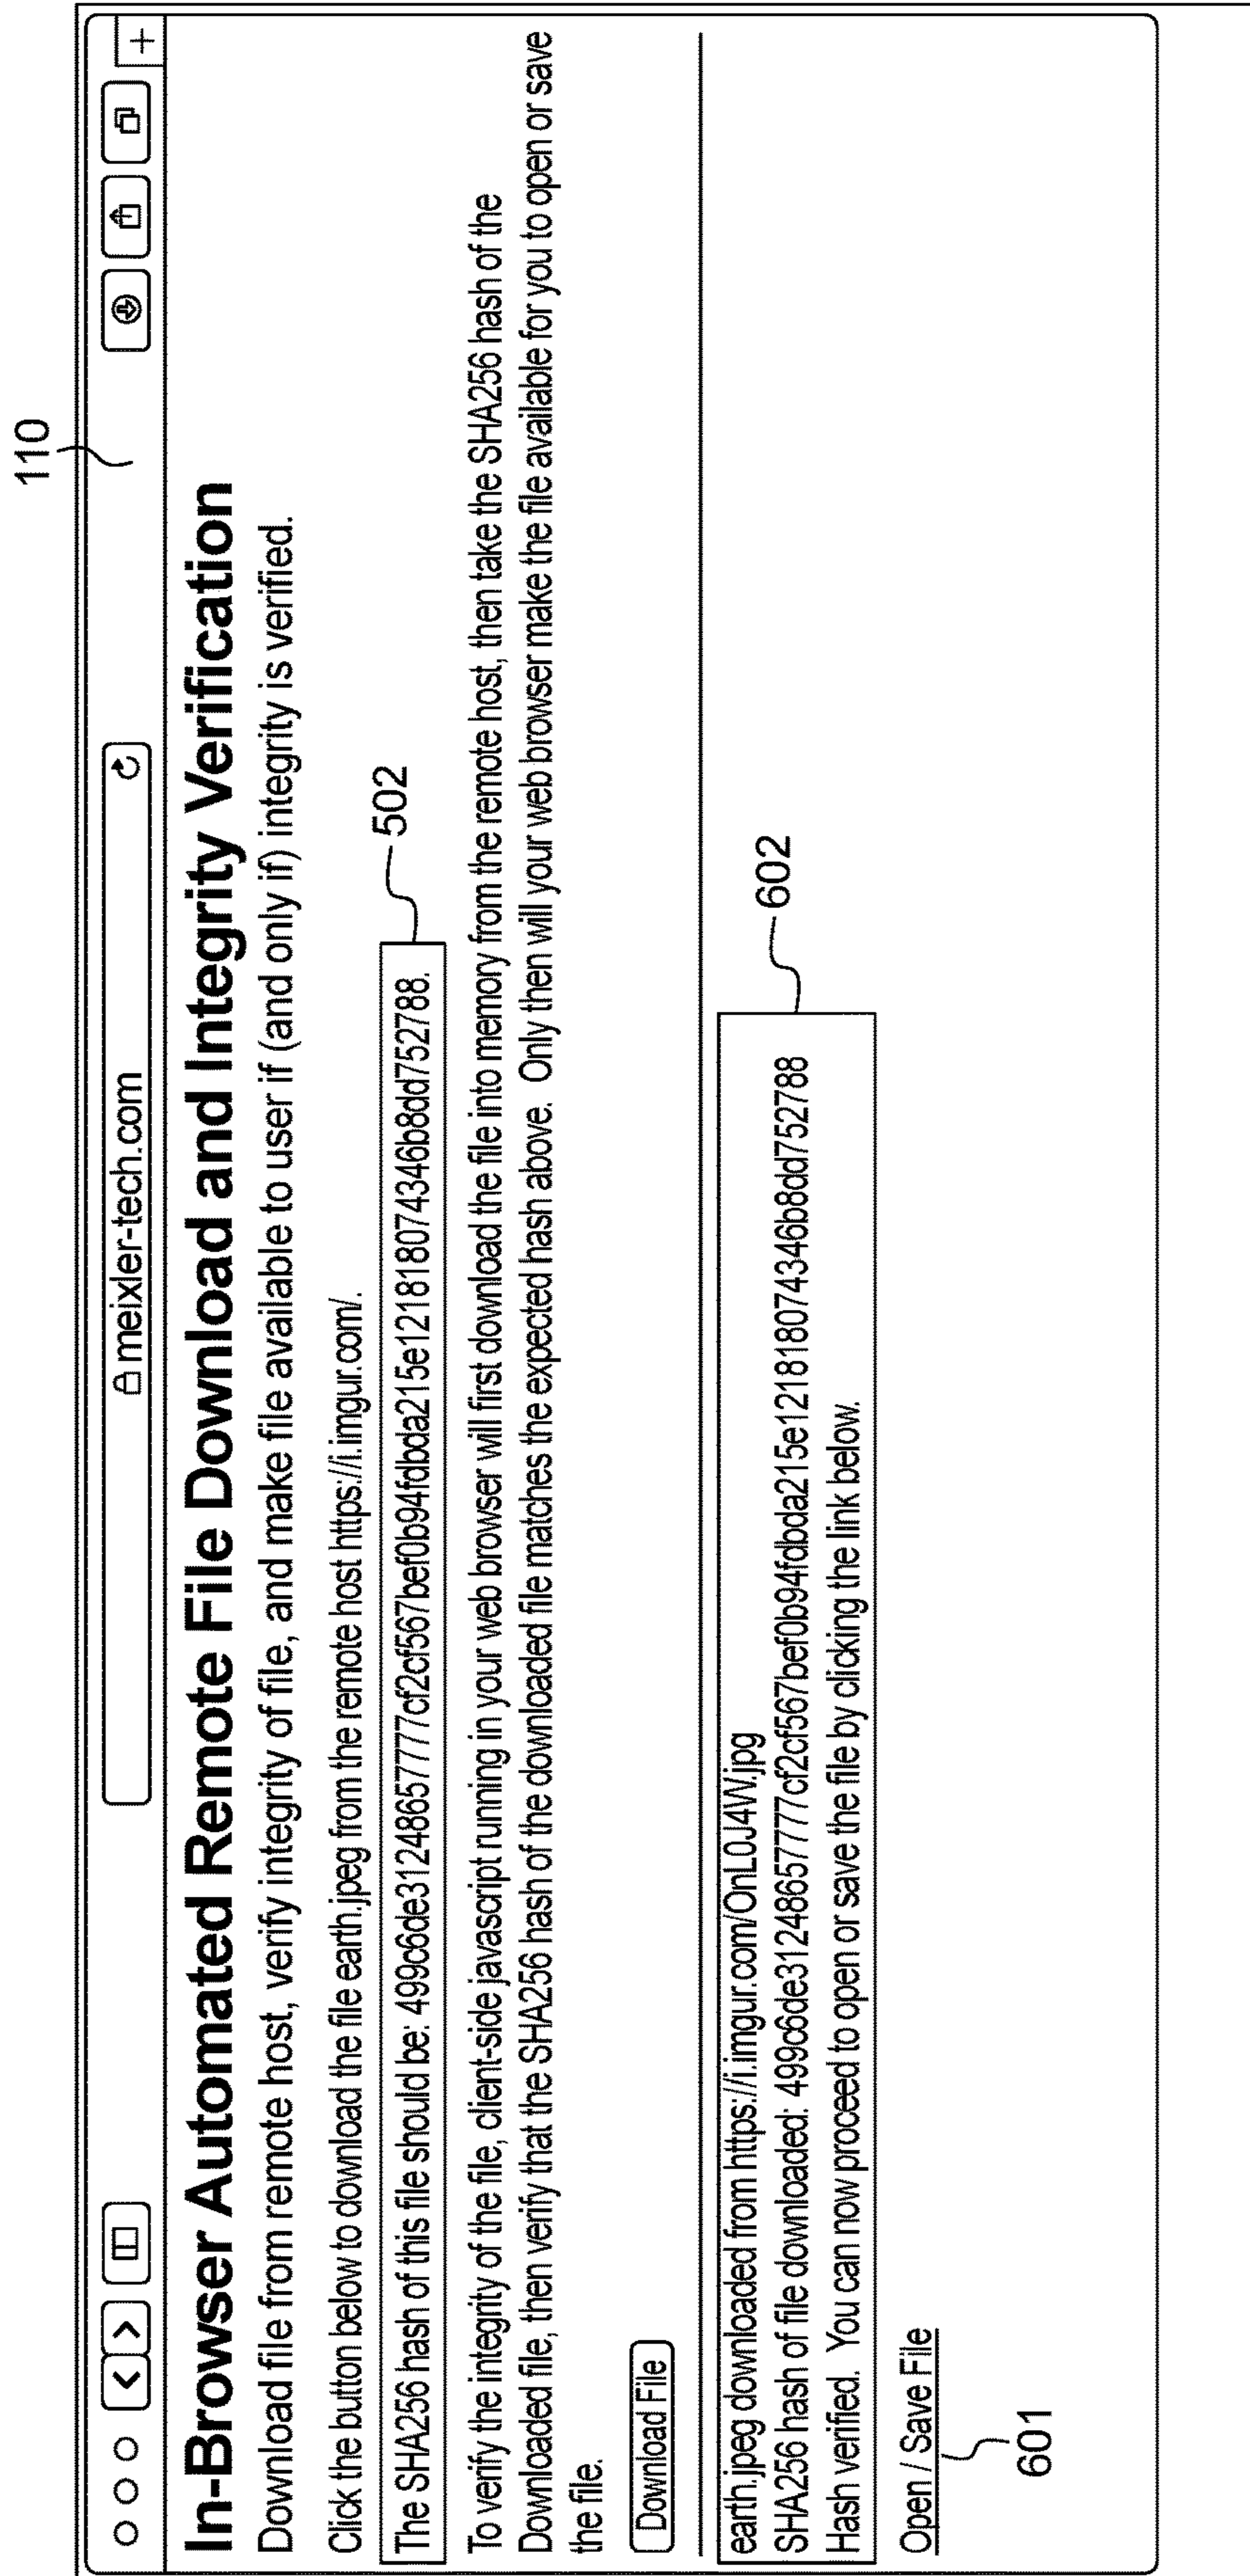 110
meixler-tech.com
In-Browser Automated Remote File Download and Integrity Verification
Download file from remote host, verify integrity of file, and make file available to user if (and only if) integrity is verified.
Click the button below to download the file earth.jpeg from the remote host https://i.imgur.com/.
The SHA256 hash of this file should be: 499c6de31248657777cf2cf567bef0b94fdbda215e121818074346b8dd752788.
502
To verify the integrity of the file, client-side javascript running in your web browser will first download the file into memory from the remote host, then take the SHA256 hash of the
Downloaded file, then verify that the SHA256 hash of the downloaded file matches the expected hash above. Only then will your web browser make the file available for you to open or save
the file.
Download File
602
earth.jpeg downloaded from https://i.imgur.com/OnL0J4W.jpg
SHA256 hash of file downloaded: 499c6de31248657777cf2cf567bef0b94fdbda215e121818074346b8dd752788
Hash verified. You can now proceed to open or save the file by clicking the link below.
Open / Save File
601